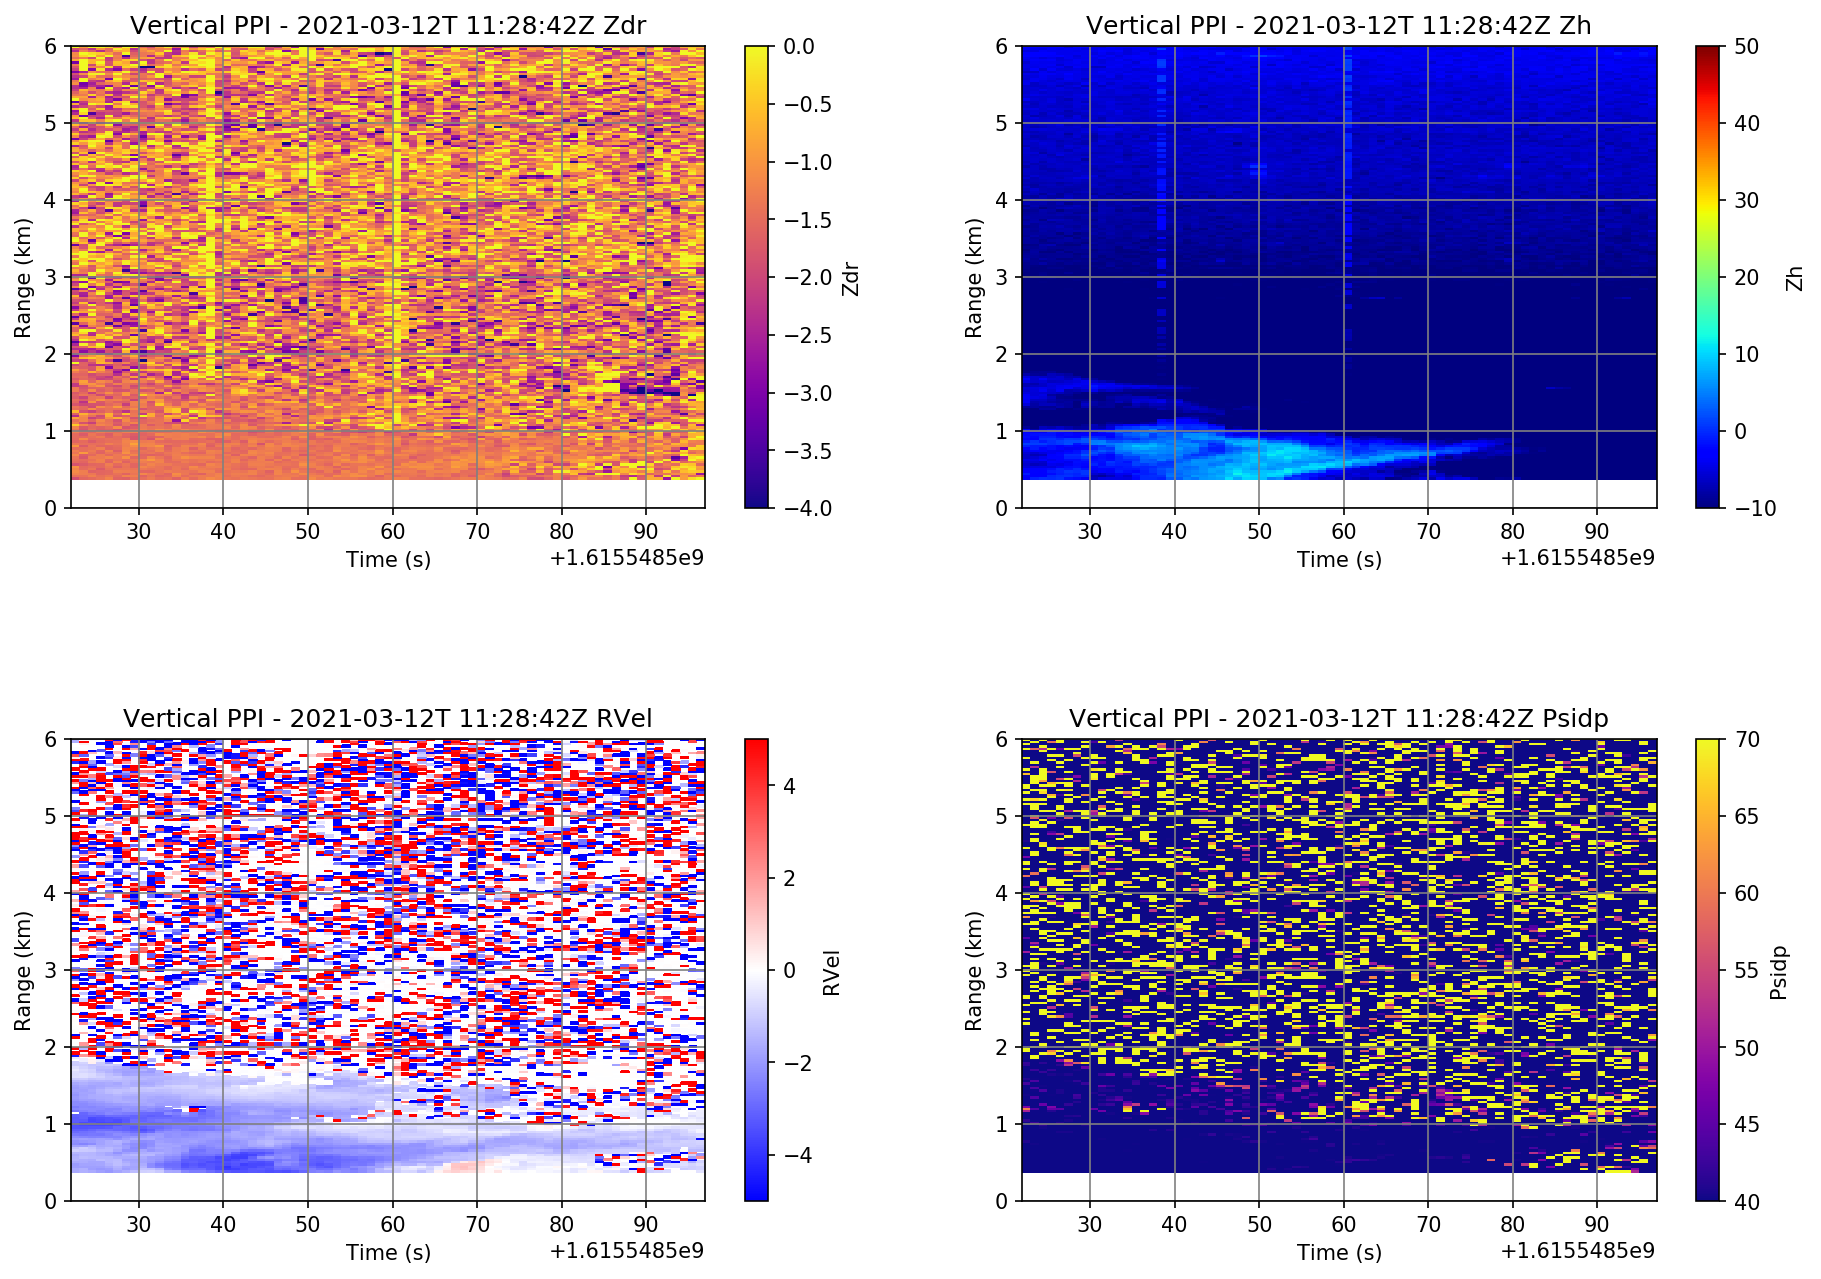 Vertical PPI - 2021-03-12T 11:28:42Z Zdr
6
5
4
3
2
1
0
Range (km)
30 40 50 60 70 80 90
Time (s)
+1.6155485e9
0.0
−0.5
−1.0
−1.5
−2.0
−2.5
−3.0
−3.5
−4.0
Zdr
Vertical PPI - 2021-03-12T 11:28:42Z Zh
6
5
4
3
2
1
0
Range (km)
30 40 50 60 70 80 90
Time (s)
+1.6155485e9
50
40
30
20
10
0
−10
Zh
Vertical PPI - 2021-03-12T 11:28:42Z RVel
6
5
4
3
2
1
0
Range (km)
30 40 50 60 70 80 90
Time (s)
+1.6155485e9
4
2
0
−2
−4
RVel
Vertical PPI - 2021-03-12T 11:28:42Z Psidp
6
5
4
3
2
1
0
Range (km)
30 40 50 60 70 80 90
Time (s)
+1.6155485e9
70
65
60
55
50
45
40
Psidp